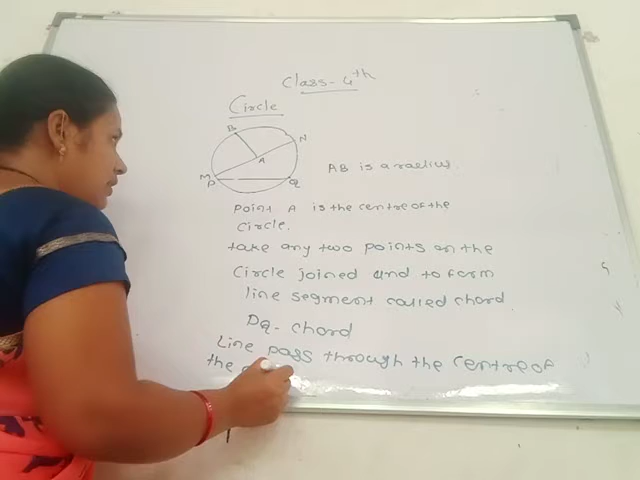 Class - 4th
Circle
B
N
A
M
P
Q
AB is a radius.
Point A is the centre of the
Circle.
take any two points on the
Circle joined and to form
line segment called chord
PQ - chord
Line pass through the centre of
the